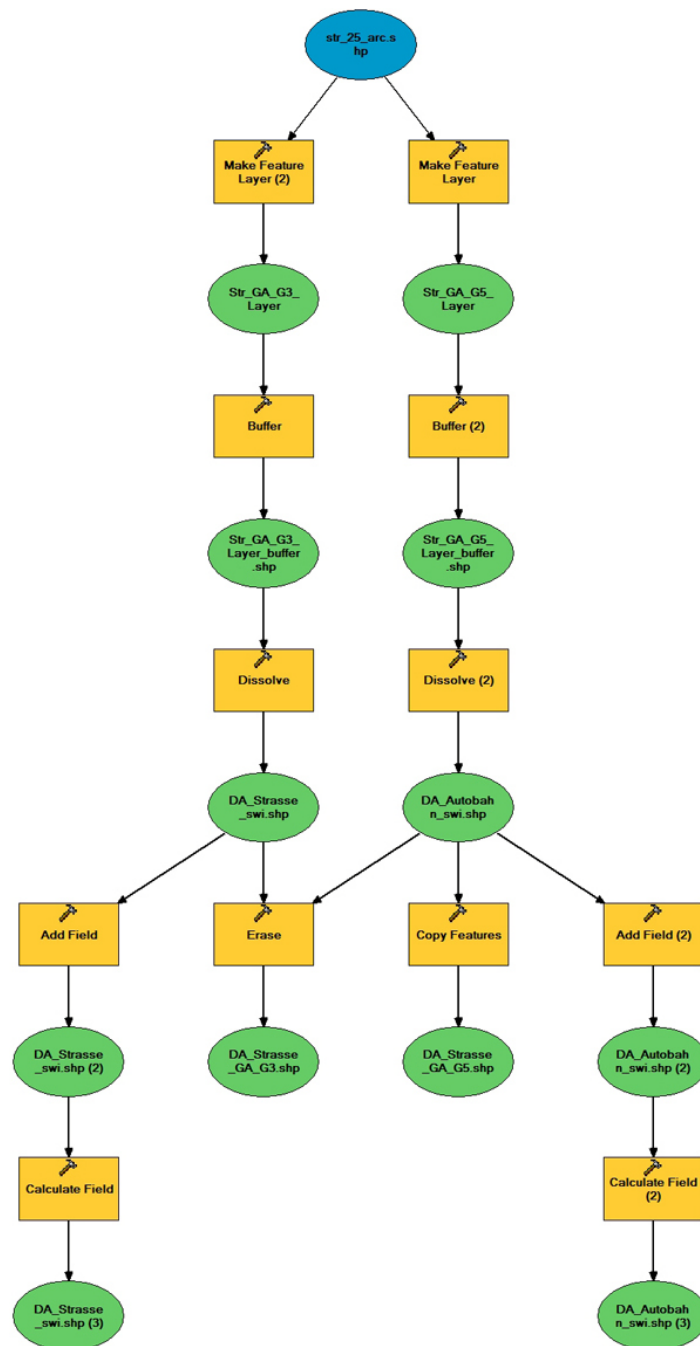 str_25_arc.s
hp
Make Feature
Layer (2)
Make Feature
Layer
Str_GA_G3_
Layer
Str_GA_G5_
Layer
Buffer
Buffer (2)
Str_GA_G3_
Layer_buffer
.shp
Str_GA_G5_
Layer_buffer
.shp
Dissolve
Dissolve (2)
DA_Strasse
_swi.shp
DA_Autobah
n_swi.shp
Add Field
Erase
Copy Features
Add Field (2)
DA_Strasse
_swi.shp (2)
DA_Strasse
_GA_G3.shp
DA_Strasse
_GA_G5.shp
DA_Autobah
n_swi.shp (2)
Calculate Field
Calculate Field
(2)
DA_Strasse
_swi.shp (3)
DA_Autobah
n_swi.shp (3)